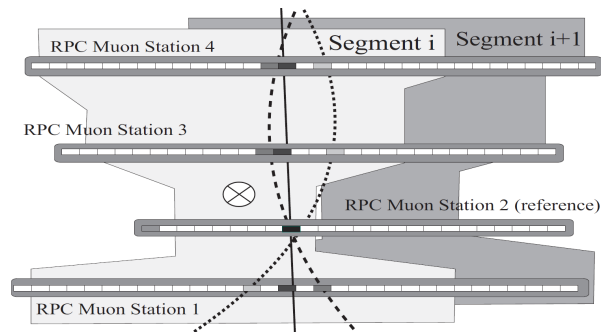 RPC Muon Station 4
Segment i
Segment i+1
RPC Muon Station 3
RPC Muon Station 2 (reference)
RPC Muon Station 1